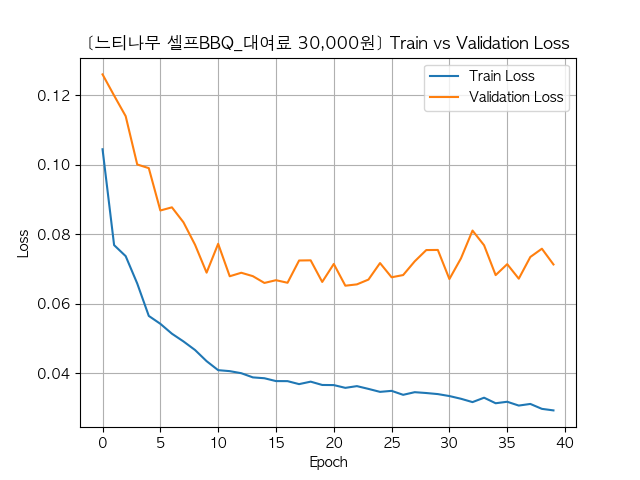 [느티나무 셀프BBQ_대여료 30,000원] Train vs Validation Loss
Train Loss
Validation Loss
Loss
0.12
0.10
0.08
0.06
0.04
0 5 10 15 20 25 30 35 40
Epoch